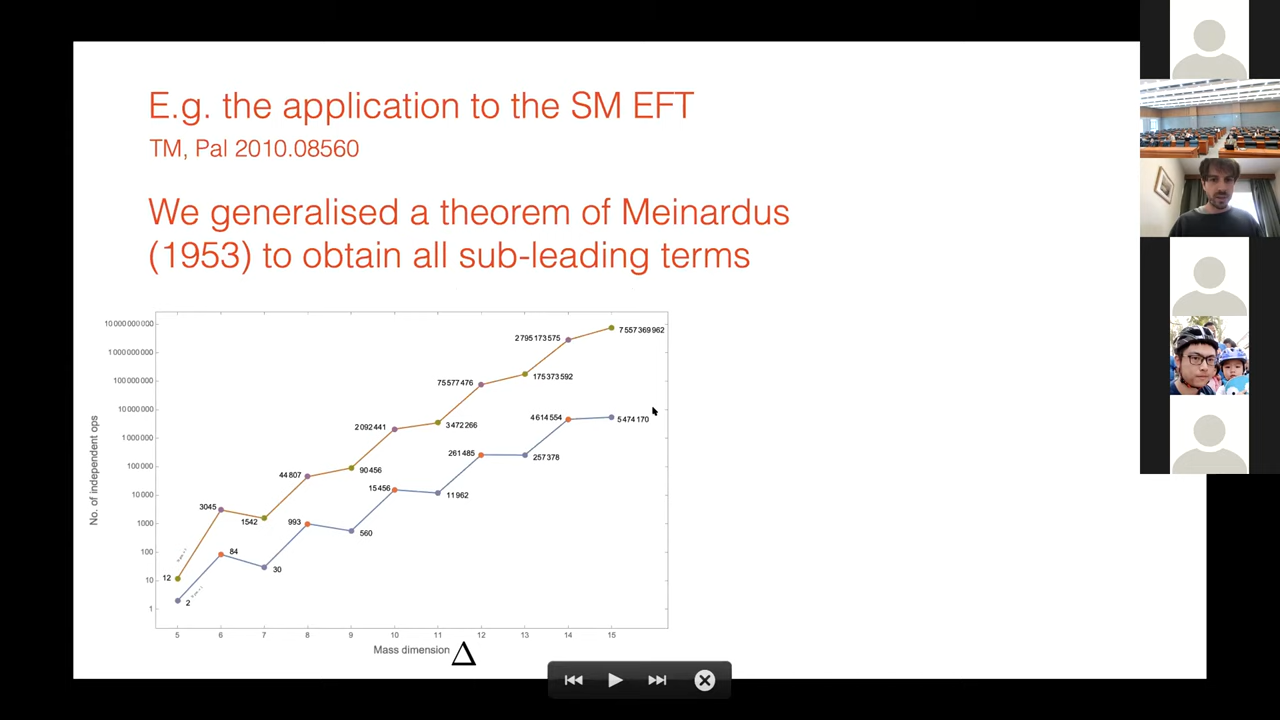 E.g. the application to the SM EFT
TM, Pal 2010.08560
We generalised a theorem of Meinardus
(1953) to obtain all sub-leading terms
10 000 000 000
1 000 000 000
100 000 000
10 000 000
1 000 000
100 000
10 000
1000
100
10
1
No. of independent ops
12
3045
1542
44 807
90 456
2 092 441
3 472 266
75 577 476
175 373 592
2 795 173 575
7 557 369 962
2
84
30
993
560
15 456
11 962
261 485
257 378
4 614 554
5 474 170
5 6 7 8 9 10 11 12 13 14 15
Mass dimension Δ